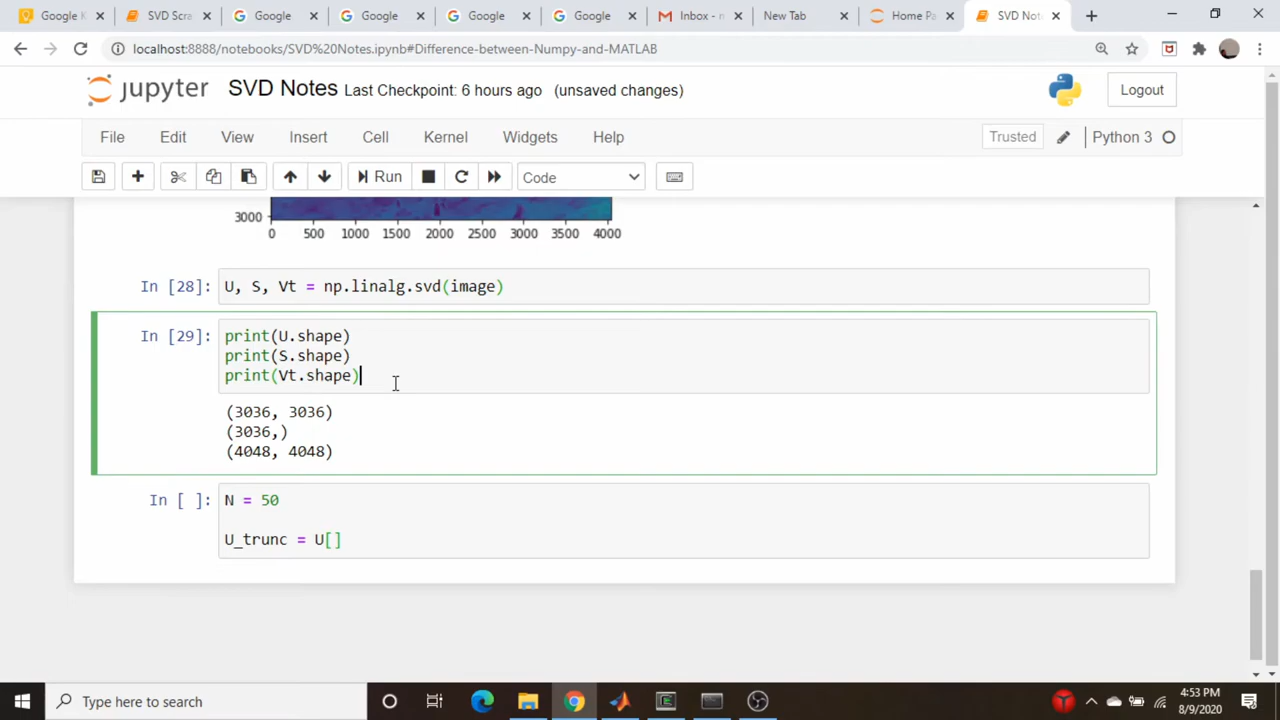 Google K
SVD Scra
Google
Google
Google
Google
Inbox - n
New Tab
Home Pa
SVD Not
localhost:8888/notebooks/SVD%20Notes.ipynb#Difference-between-Numpy-and-MATLAB
jupyter SVD Notes Last Checkpoint: 6 hours ago (unsaved changes) Logout
File Edit View Insert Cell Kernel Widgets Help Trusted Python 3
Run Code
3000
0 500 1000 1500 2000 2500 3000 3500 4000
In [28]: U, S, Vt = np.linalg.svd(image)
In [29]: print(U.shape)
print(S.shape)
print(Vt.shape)
(3036, 3036)
(3036,)
(4048, 4048)
In [ ]: N = 50
U_trunc = U[]
Type here to search
4:53 PM
8/9/2020